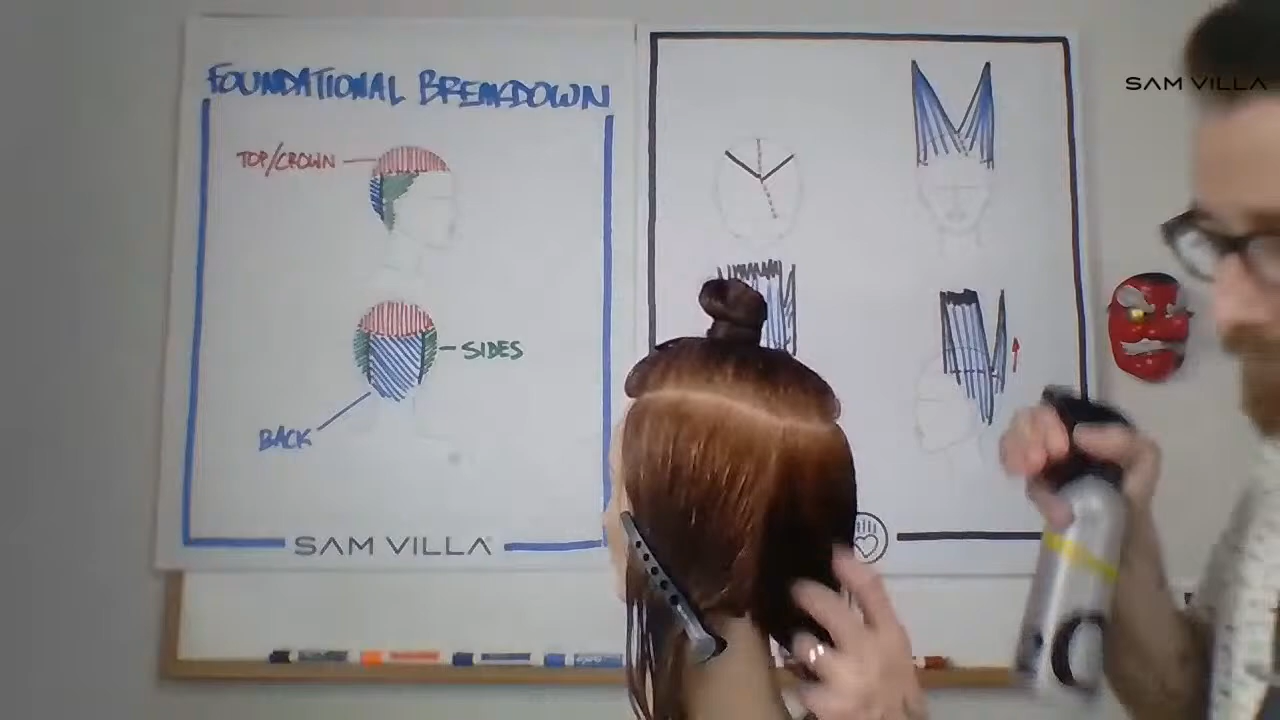 FOUNDATIONAL BREAKDOWN
TOP/CROWN
SIDES
BACK
SAM VILLA
SAM VILLA